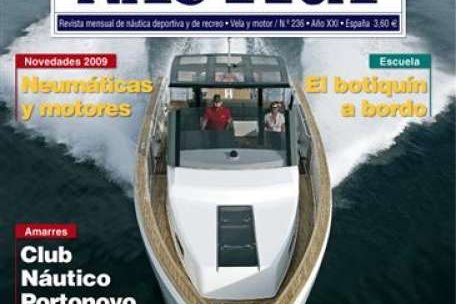 Revista mensual de náutica deportiva y de recreo • Vela y motor / N.º 236 • Año XXI • España 3,60 €
Novedades 2009
Neumáticas
y motores
Escuela
El botiquín
a bordo
Amarres
Club
Náutico
Portonovo